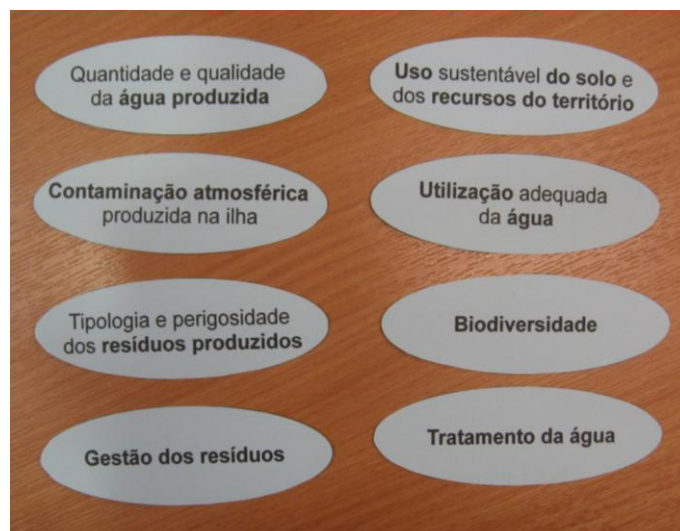 Quantidade e qualidade
da água produzida
Contaminação atmosférica
produzida na ilha
Tipologia e perigosidade
dos resíduos produzidos
Gestão dos resíduos
Uso sustentável do solo e
dos recursos do território
Utilização adequada
da água
Biodiversidade
Tratamento da água